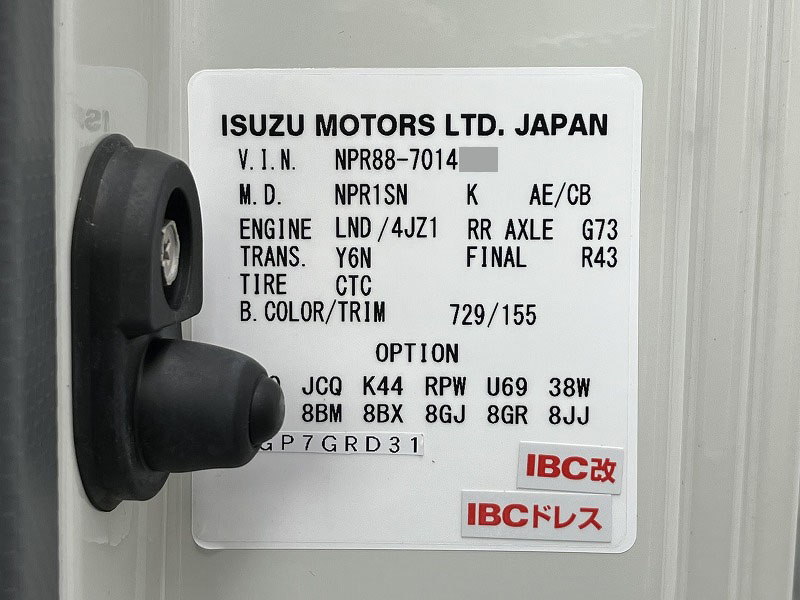 ISUZU MOTORS LTD. JAPAN
V.I.N. NPR88-7014
M.D. NPR1SN K AE/CB
ENGINE LND/4JZ1 RR AXLE G73
TRANS. Y6N FINAL R43
TIRE CTC
B.COLOR/TRIM 729/155
OPTION
JCQ K44 RPW U69 38W
8BM 8BX 8GJ 8GR 8JJ
GP7GRD31
IBC改
IBCドレス